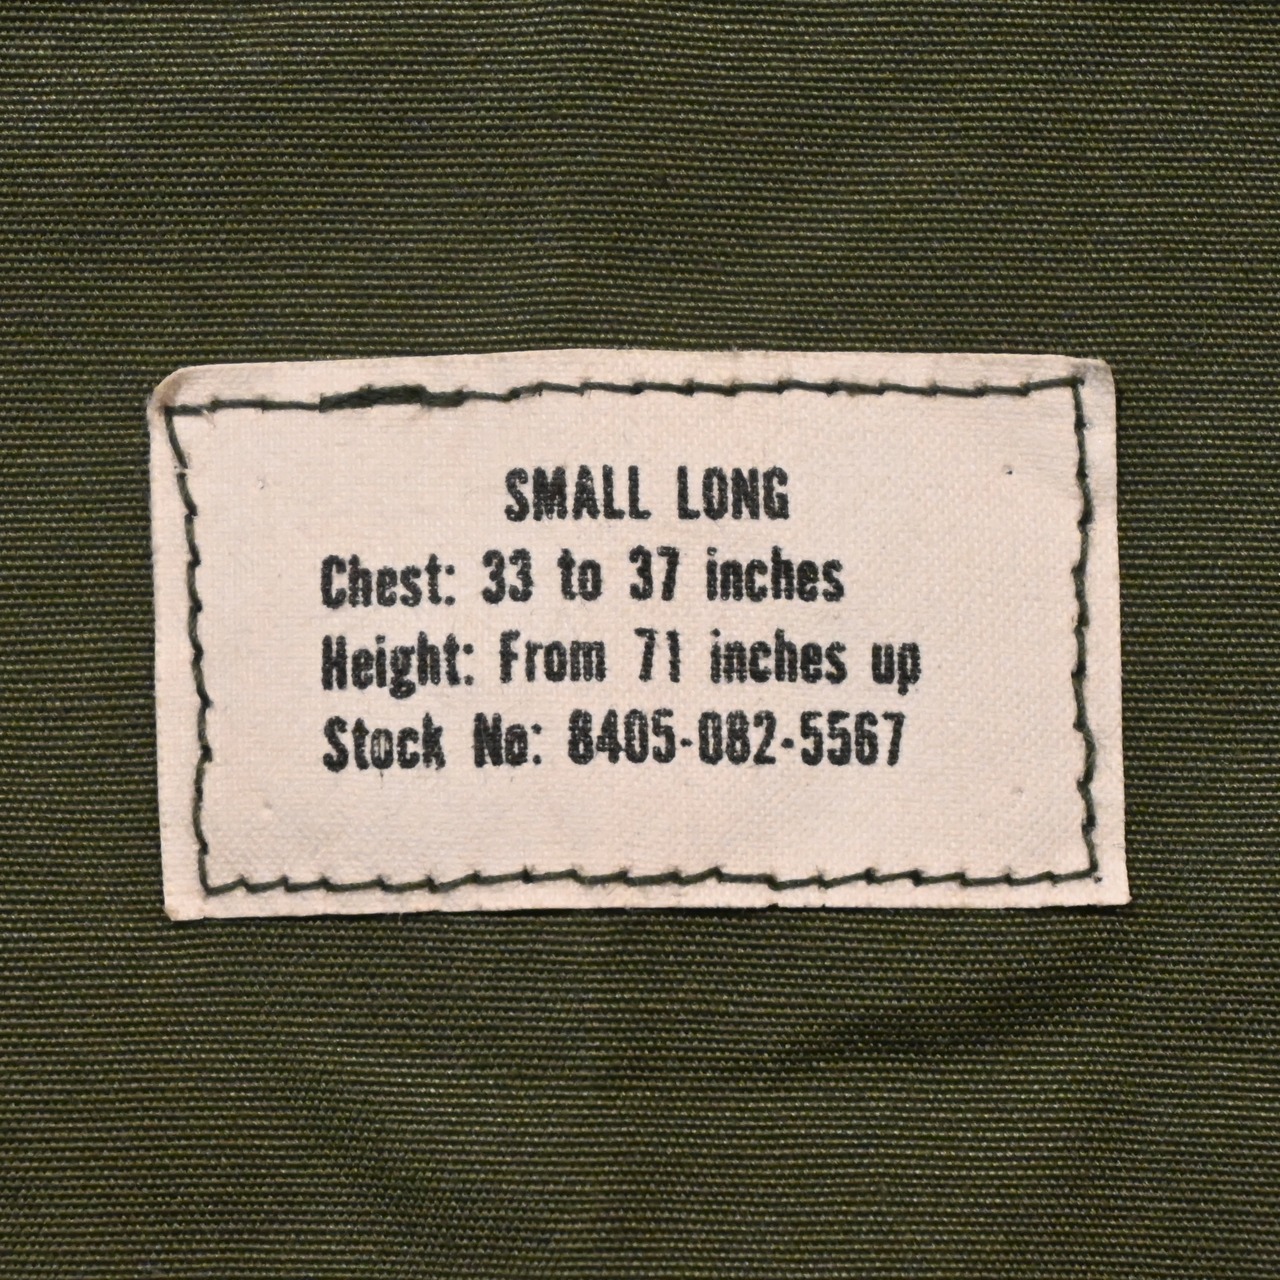 SMALL LONG
Chest: 33 to 37 inches
Height: From 71 inches up
Stock No: 8405-082-5567